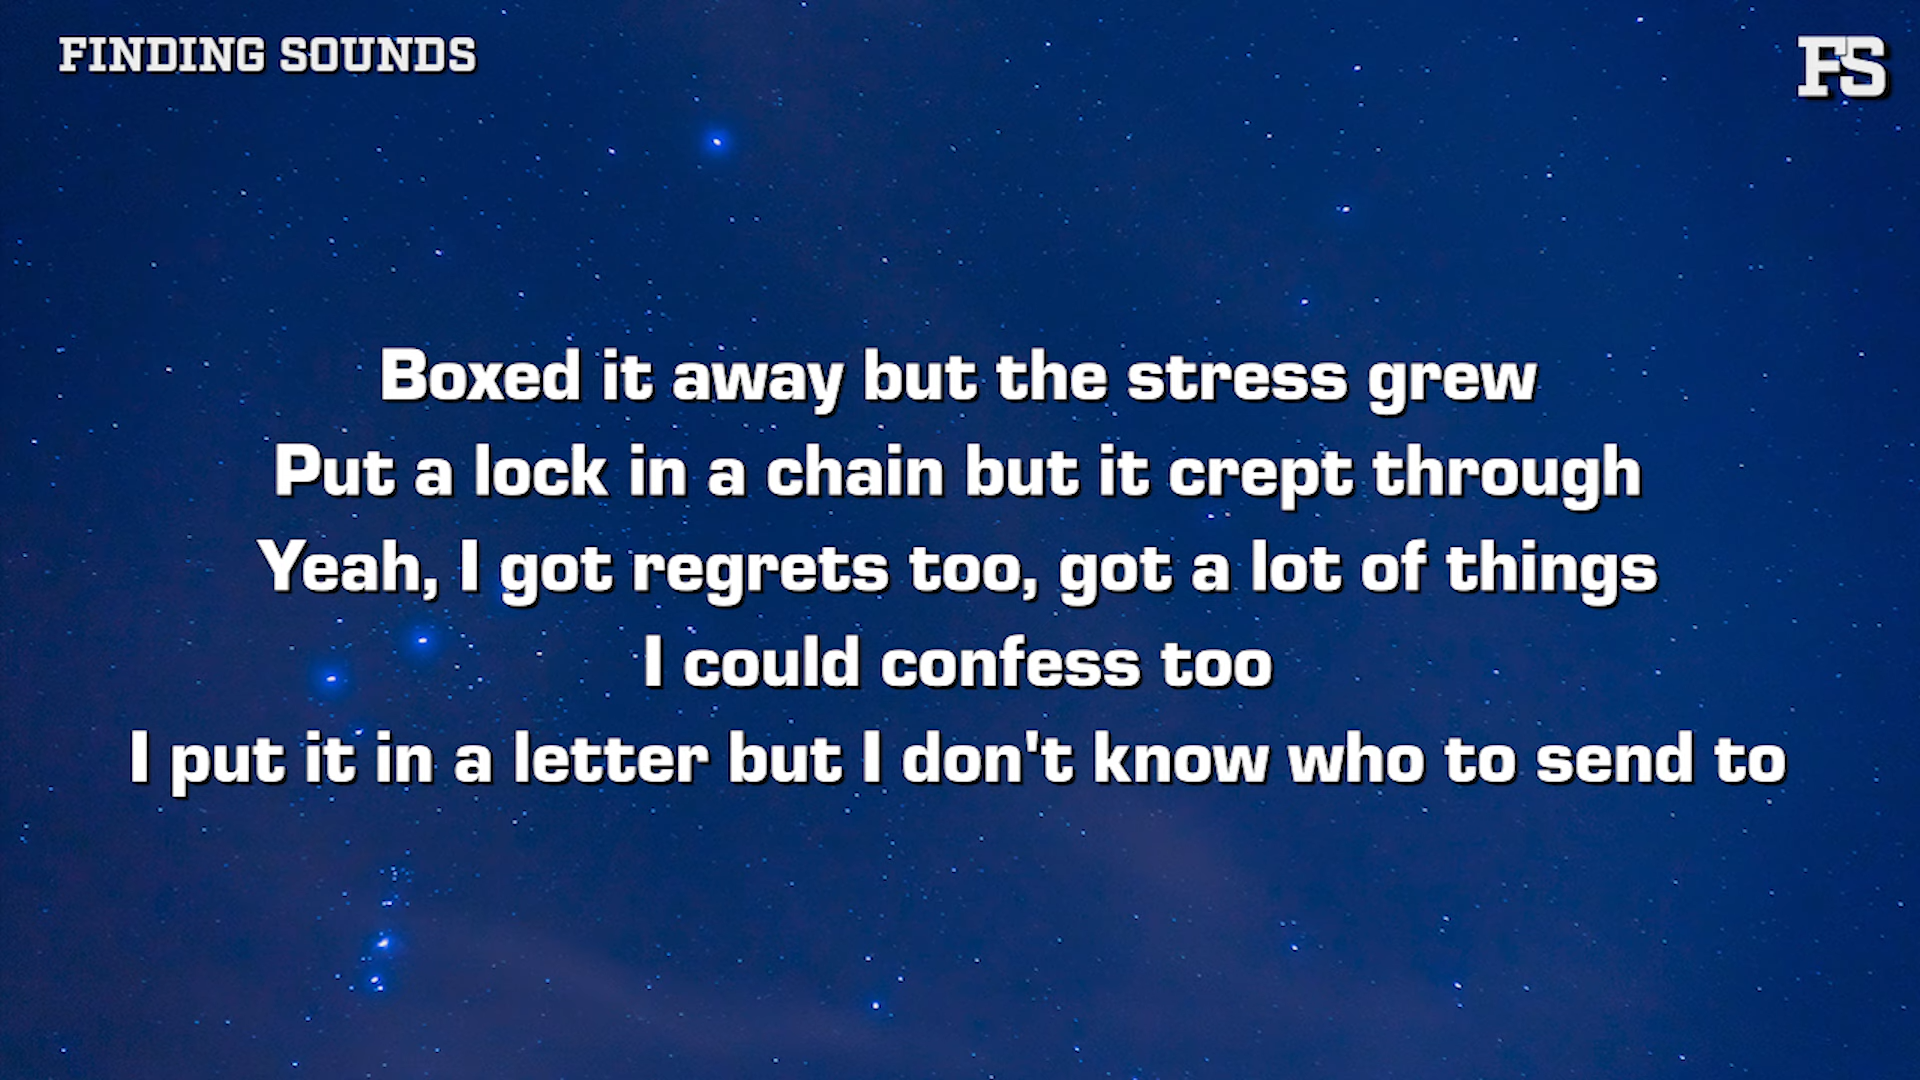 FINDING SOUNDS
FS
Boxed it away but the stress grew
Put a lock in a chain but it crept through
Yeah, I got regrets too, got a lot of things
I could confess too
I put it in a letter but I don't know who to send to